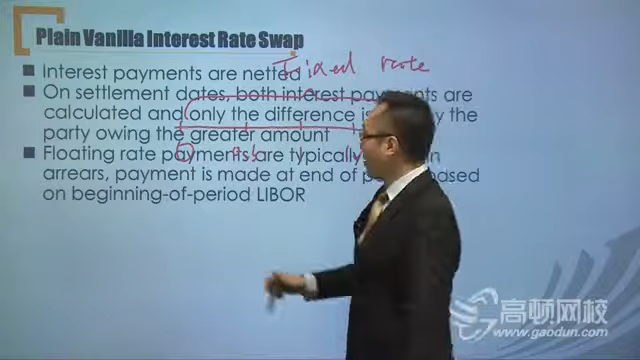 Plain Vanilla Interest Rate Swap
Interest payments are netted
Fixed rate
On settlement dates, both interest payments are
calculated and only the difference is by the
party owing the greater amount
Floating rate payments are typically in
arrears, payment is made at end of based
on beginning-of-period LIBOR
高顿网校
www.gaodun.com